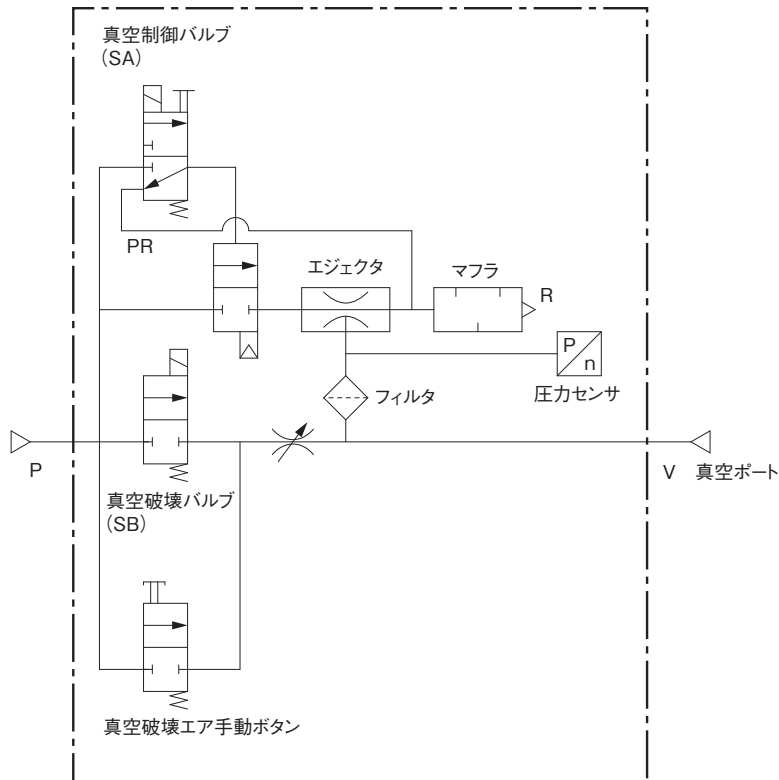 真空制御バルブ
(SA)
PR
エジェクタ
マフラ
R
P
n
圧力センサ
フィルタ
P
真空破壊バルブ
(SB)
V 真空ポート
真空破壊エア手動ボタン